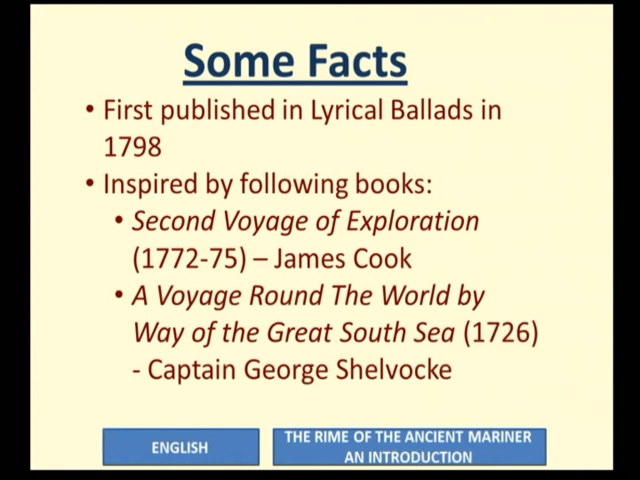 Some Facts
• First published in Lyrical Ballads in
1798
• Inspired by following books:
• Second Voyage of Exploration
(1772-75) – James Cook
• A Voyage Round The World by
Way of the Great South Sea (1726)
- Captain George Shelvocke
ENGLISH
THE RIME OF THE ANCIENT MARINER
AN INTRODUCTION